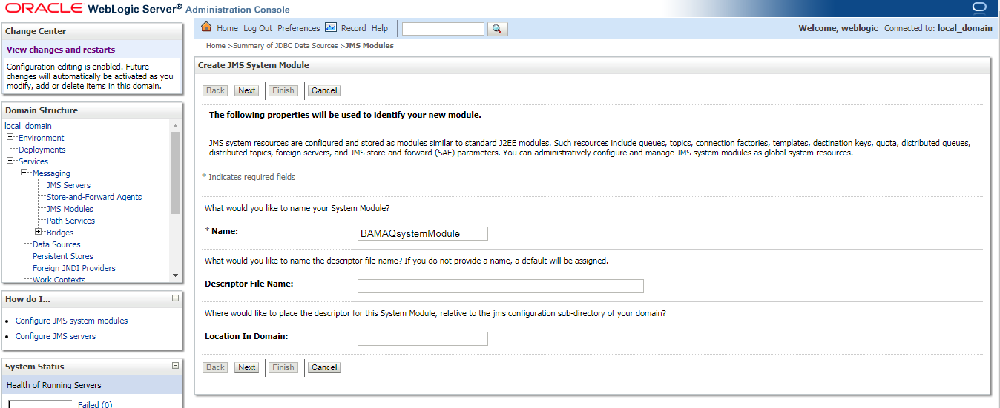 ORACLE WebLogic Server® Administration Console
Change Center
View changes and restarts
Configuration editing is enabled. Future
changes will automatically be activated as you
modify, add or delete items in this domain.
Domain Structure
local_domain
Environment
Deployments
Services
Messaging
JMS Servers
Store-and-Forward Agents
JMS Modules
Path Services
Bridges
Data Sources
Persistent Stores
Foreign JNDI Providers
Work Contexts
How do I...
Configure JMS system modules
Configure JMS servers
System Status
Health of Running Servers
Failed (0)
Home Log Out Preferences Record Help
Welcome, weblogic Connected to: local_domain
Home >Summary of JDBC Data Sources >JMS Modules
Create JMS System Module
Back Next Finish Cancel
The following properties will be used to identify your new module.
JMS system resources are configured and stored as modules similar to standard J2EE modules. Such resources include queues, topics, connection factories, templates, destination keys, quota, distributed queues,
distributed topics, foreign servers, and JMS store-and-forward (SAF) parameters. You can administratively configure and manage JMS system modules as global system resources.
* Indicates required fields
What would you like to name your System Module?
* Name: BAMAQsystemModule
What would you like to name the descriptor file name? If you do not provide a name, a default will be assigned.
Descriptor File Name:
Where would like to place the descriptor for this System Module, relative to the jms configuration sub-directory of your domain?
Location In Domain:
Back Next Finish Cancel